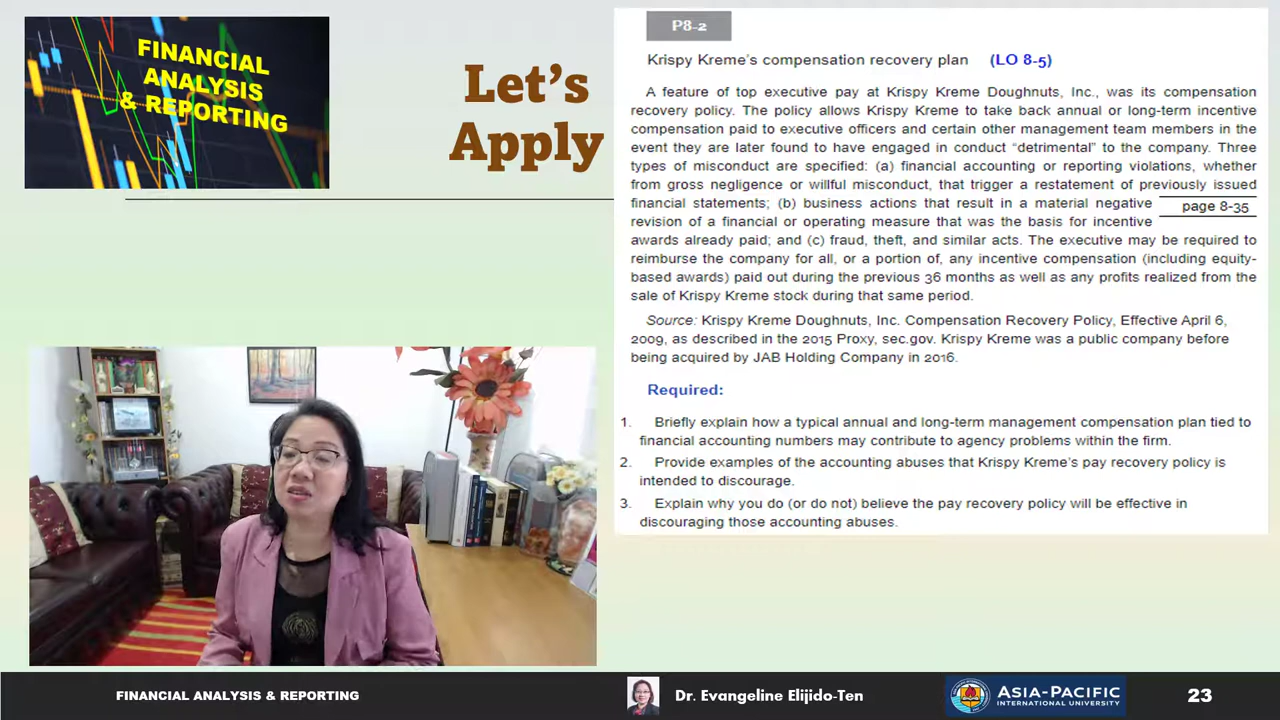 FINANCIAL
ANALYSIS
& REPORTING
Let's
Apply
P8-2
Krispy Kreme's compensation recovery plan (LO 8-5)
A feature of top executive pay at Krispy Kreme Doughnuts, Inc., was its compensation
recovery policy. The policy allows Krispy Kreme to take back annual or long-term incentive
compensation paid to executive officers and certain other management team members in the
event they are later found to have engaged in conduct "detrimental" to the company. Three
types of misconduct are specified: (a) financial accounting or reporting violations, whether
from gross negligence or willful misconduct, that trigger a restatement of previously issued
financial statements; (b) business actions that result in a material negative
page 8-35
revision of a financial or operating measure that was the basis for incentive
awards already paid; and (c) fraud, theft, and similar acts. The executive may be required to
reimburse the company for all, or a portion of, any incentive compensation (including equity-
based awards) paid out during the previous 36 months as well as any profits realized from the
sale of Krispy Kreme stock during that same period.
Source: Krispy Kreme Doughnuts, Inc. Compensation Recovery Policy, Effective April 6,
2009, as described in the 2015 Proxy, sec.gov. Krispy Kreme was a public company before
being acquired by JAB Holding Company in 2016.
Required:
1. Briefly explain how a typical annual and long-term management compensation plan tied to
financial accounting numbers may contribute to agency problems within the firm.
2. Provide examples of the accounting abuses that Krispy Kreme's pay recovery policy is
intended to discourage.
3. Explain why you do (or do not) believe the pay recovery policy will be effective in
discouraging those accounting abuses.
FINANCIAL ANALYSIS & REPORTING
Dr. Evangeline Elijido-Ten
ASIA-PACIFIC
INTERNATIONAL UNIVERSITY
23